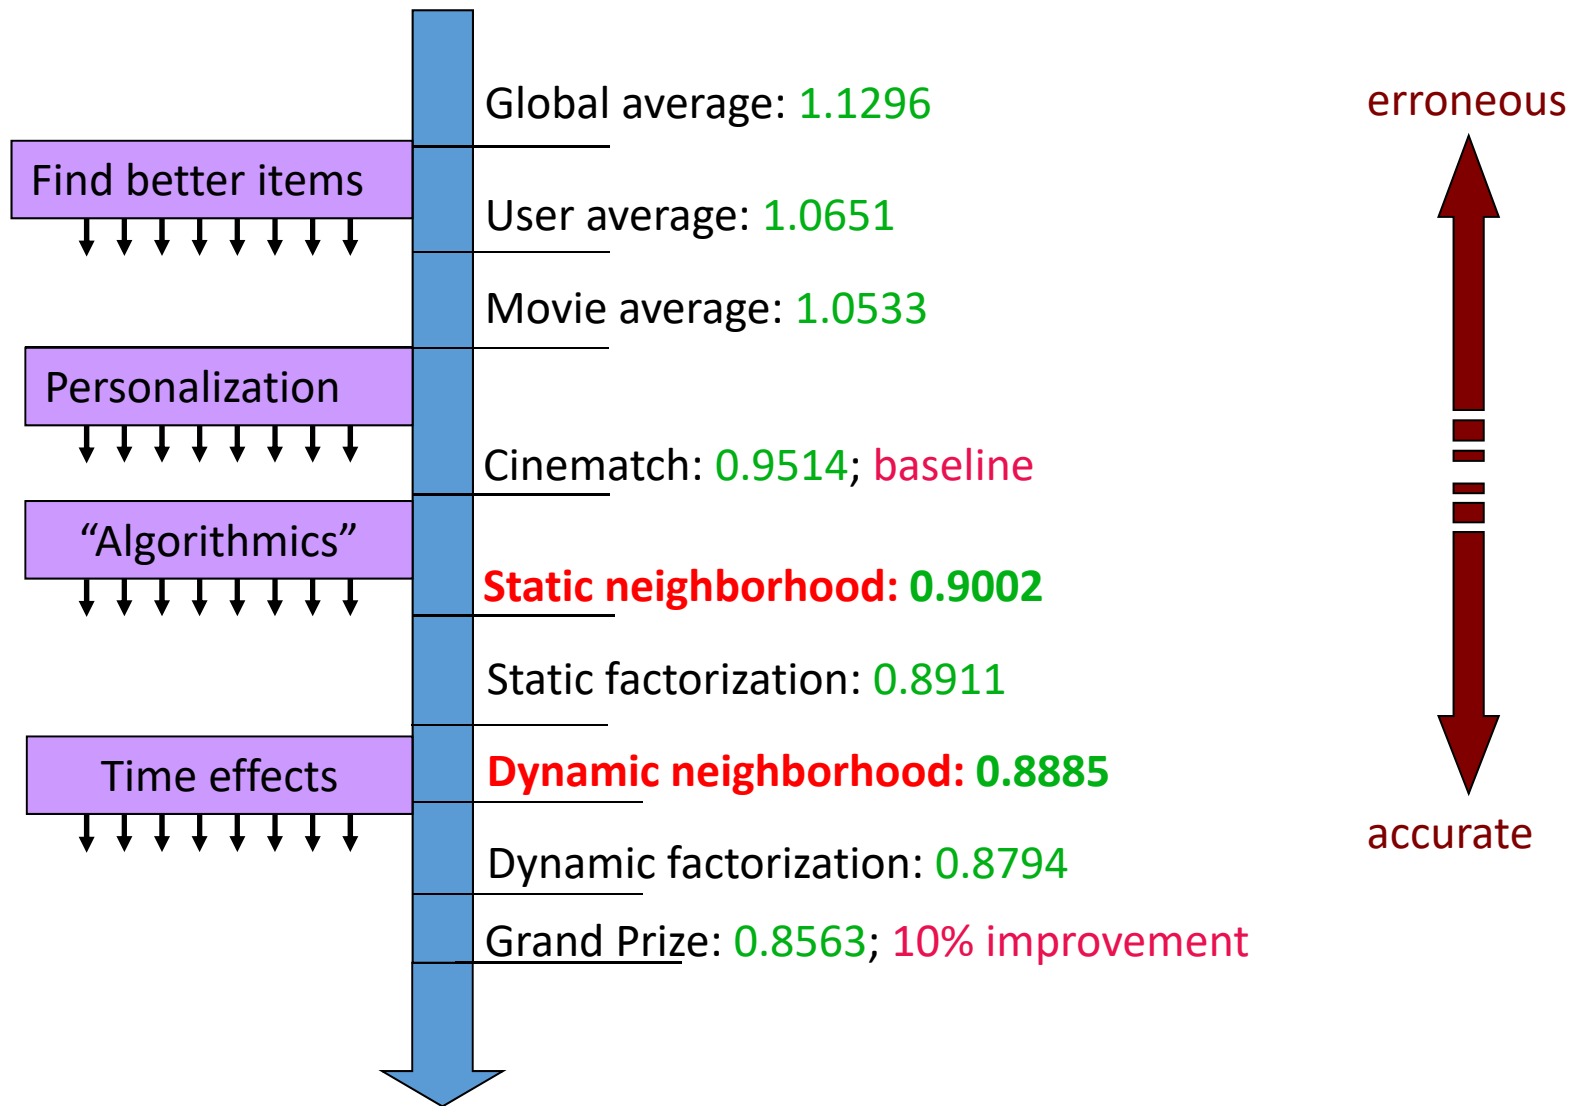 Global average: 1.1296
erroneous
Find better items
User average: 1.0651
Movie average: 1.0533
Personalization
Cinematch: 0.9514; baseline
“Algorithmics”
Static neighborhood: 0.9002
Static factorization: 0.8911
Time effects
Dynamic neighborhood: 0.8885
accurate
Dynamic factorization: 0.8794
Grand Prize: 0.8563; 10% improvement